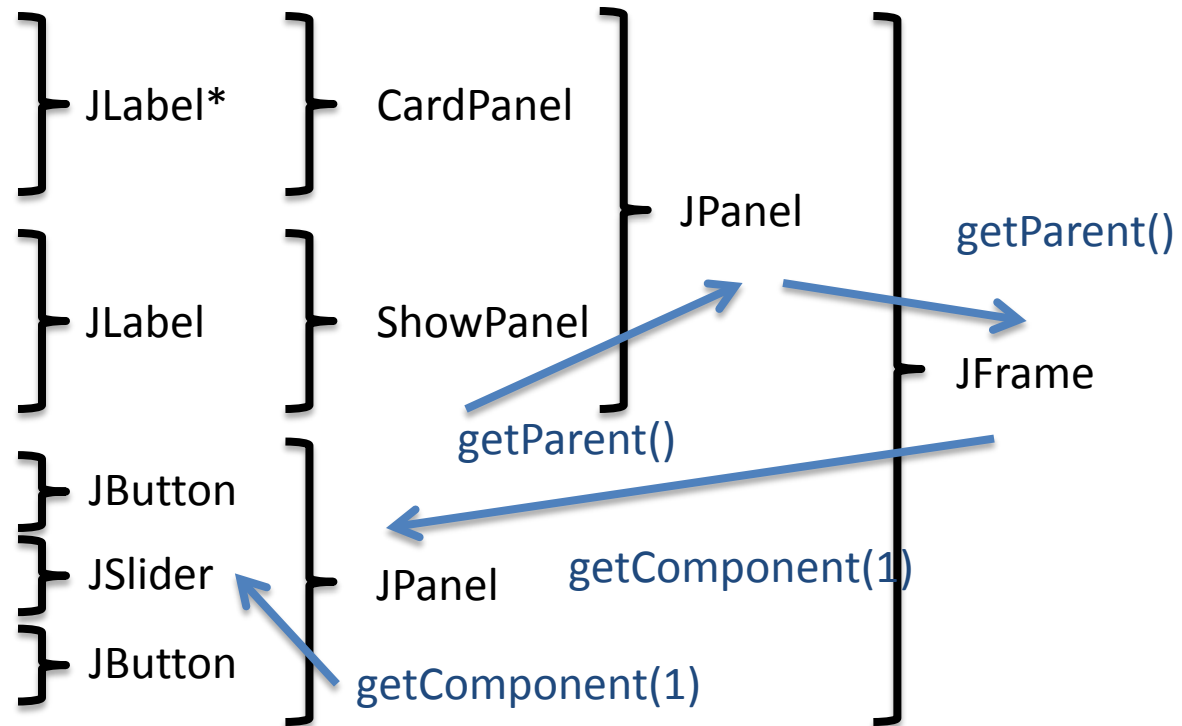 JLabel*
CardPanel
JPanel
getParent()
JLabel
ShowPanel
JFrame
getParent()
JButton
JSlider
JPanel
getComponent(1)
JButton
getComponent(1)